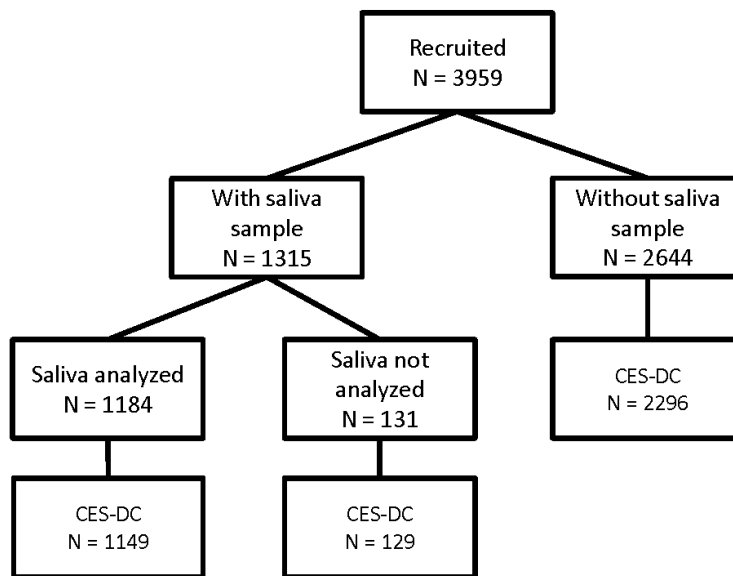 Recruited
N = 3959
With saliva
sample
N = 1315
Without saliva
sample
N = 2644
Saliva analyzed
N = 1184
Saliva not
analyzed
N = 131
CES-DC
N = 2296
CES-DC
N = 1149
CES-DC
N = 129